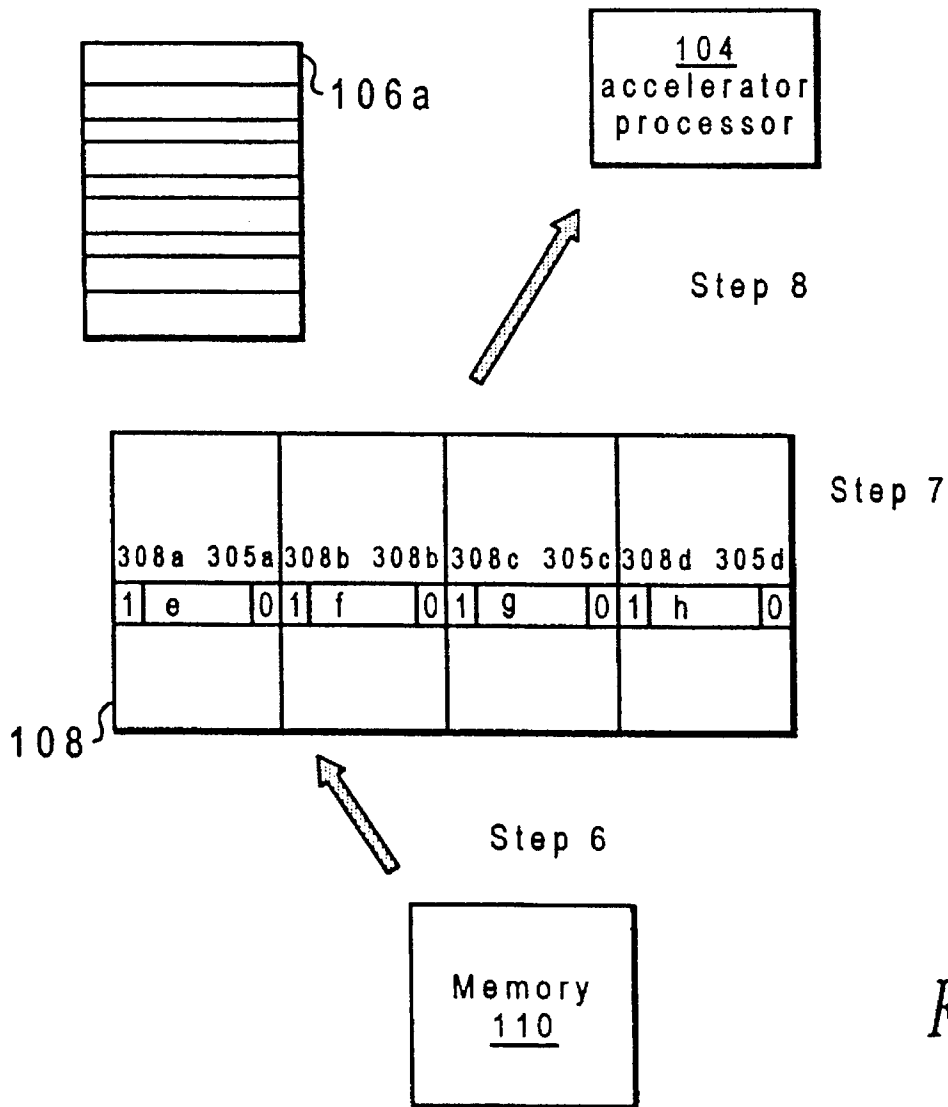 106a
104
accelerator
processor
Step 8
Step 7
308a 305a 308b 308b 308c 305c 308d 305d
1 e 0 1 f 0 1 g 0 1 h 0
108
Step 6
Memory
110